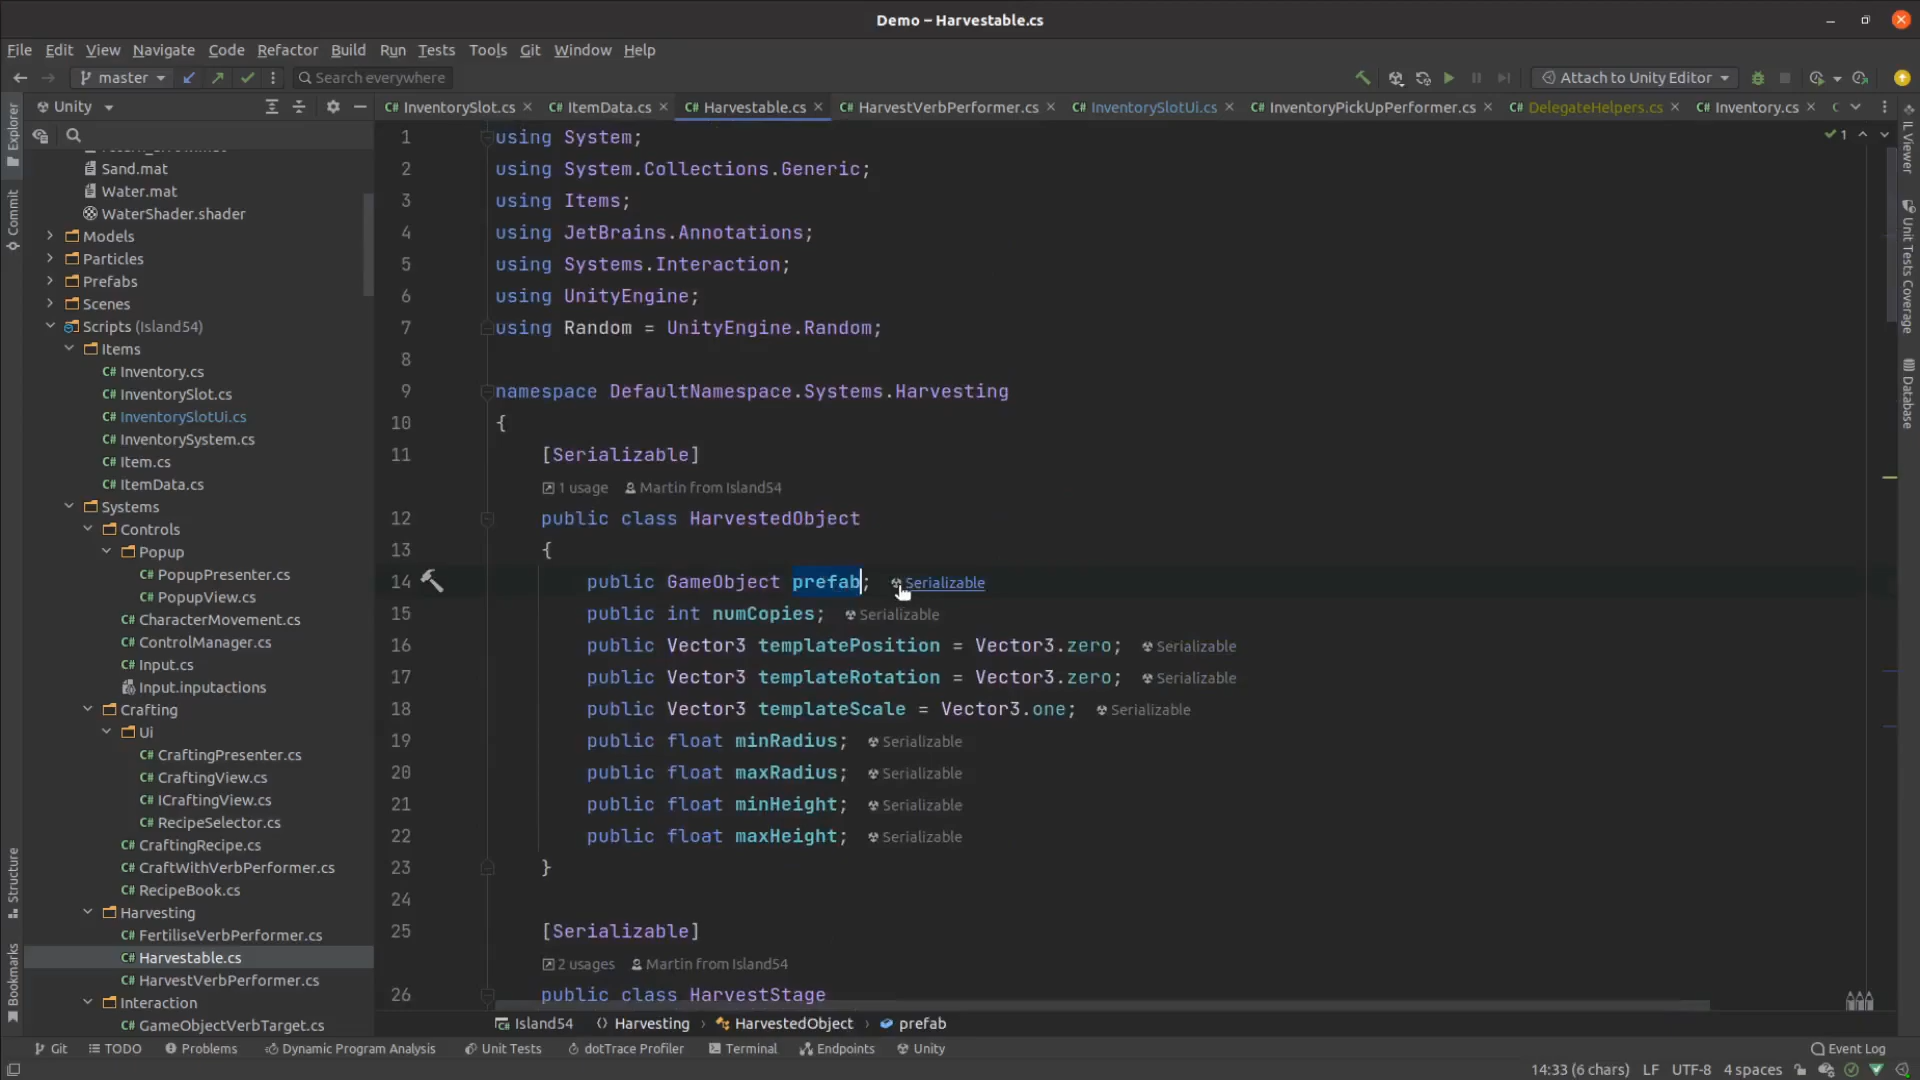 Demo – Harvestable.cs
File Edit View Navigate Code Refactor Build Run Tests Tools Git Window Help
master
Search everywhere
Attach to Unity Editor
Unity
InventorySlot.cs
ItemData.cs
Harvestable.cs
HarvestVerbPerformer.cs
InventorySlotUi.cs
InventoryPickUpPerformer.cs
DelegateHelpers.cs
Inventory.cs
Explorer
Commit
Structure
Bookmarks
Sand.mat
Water.mat
WaterShader.shader
Models
Particles
Prefabs
Scenes
Scripts (Island54)
Items
Inventory.cs
InventorySlot.cs
InventorySlotUi.cs
InventorySystem.cs
Item.cs
ItemData.cs
Systems
Controls
Popup
PopupPresenter.cs
PopupView.cs
CharacterMovement.cs
ControlManager.cs
Input.cs
Input.inputactions
Crafting
Ui
CraftingPresenter.cs
CraftingView.cs
ICraftingView.cs
RecipeSelector.cs
CraftingRecipe.cs
CraftWithVerbPerformer.cs
RecipeBook.cs
Harvesting
FertiliseVerbPerformer.cs
Harvestable.cs
HarvestVerbPerformer.cs
Interaction
GameObjectVerbTarget.cs
1 using System;
2 using System.Collections.Generic;
3 using Items;
4 using JetBrains.Annotations;
5 using Systems.Interaction;
6 using UnityEngine;
7 using Random = UnityEngine.Random;
8
9 namespace DefaultNamespace.Systems.Harvesting
10 {
11 [Serializable]
1 usage Martin from Island54
12 public class HarvestedObject
13 {
14 public GameObject prefab; Serializable
15 public int numCopies; Serializable
16 public Vector3 templatePosition = Vector3.zero; Serializable
17 public Vector3 templateRotation = Vector3.zero; Serializable
18 public Vector3 templateScale = Vector3.one; Serializable
19 public float minRadius; Serializable
20 public float maxRadius; Serializable
21 public float minHeight; Serializable
22 public float maxHeight; Serializable
23 }
24
25 [Serializable]
2 usages Martin from Island54
26 public class HarvestStage
1
IL Viewer
Unit Tests Coverage
Database
Island54 Harvesting HarvestedObject prefab
Git TODO Problems Dynamic Program Analysis Unit Tests dotTrace Profiler Terminal Endpoints Unity Event Log
14:33 (6 chars) LF UTF-8 4 spaces